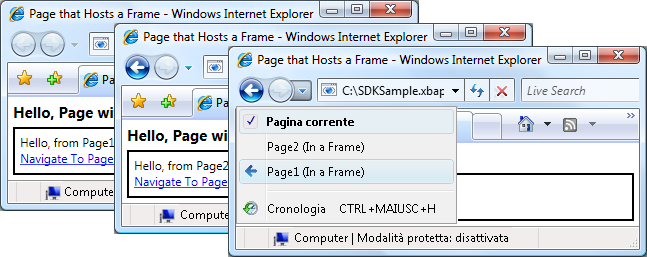 Page that Hosts a Frame - Windows Internet Explorer
Hello, Page wi
Hello, from Page1
Navigate To Page
Computer
Page that Hosts a Frame - Windows Internet Explorer
Page
Hello, Page wi
Hello, from Page2
Navigate To Page
Computer
Page that Hosts a Frame - Windows Internet Explorer
C:\SDKSample.xbap
Live Search
Pagina corrente
Page2 (In a Frame)
Page1 (In a Frame)
Cronologia CTRL+MAIUSC+H
Computer | Modalità protetta: disattivata